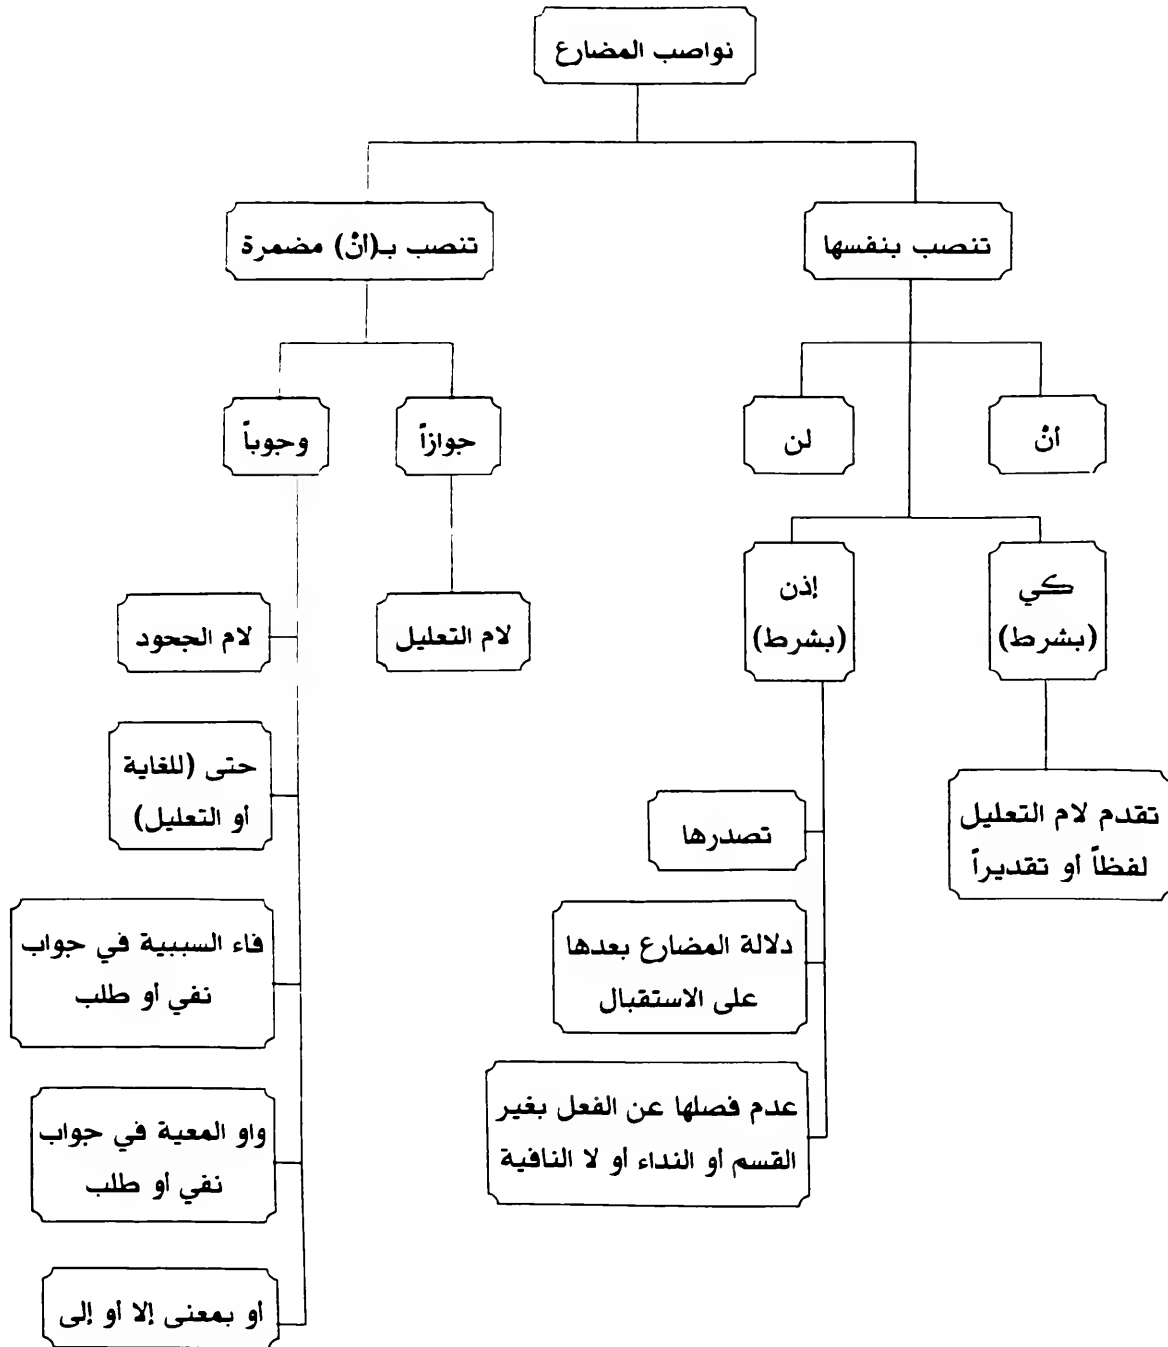 نواصب المضارع
تنصب بنفسها
تنصب بـ(أنْ) مضمرة
أنْ
لن
كي
(بشرط)
إذن
(بشرط)
تقدم لام التعليل
لفظاً أو تقديراً
تصدرها
دلالة المضارع بعدها
على الاستقبال
عدم فصلها عن الفعل بغير
القسم أو النداء أو لا النافية
جوازاً
وجوباً
لام التعليل
لام الجحود
حتى (للغاية
أو التعليل)
فاء السببية في جواب
نفي أو طلب
واو المعية في جواب
نفي أو طلب
أو بمعنى إلا أو إلى